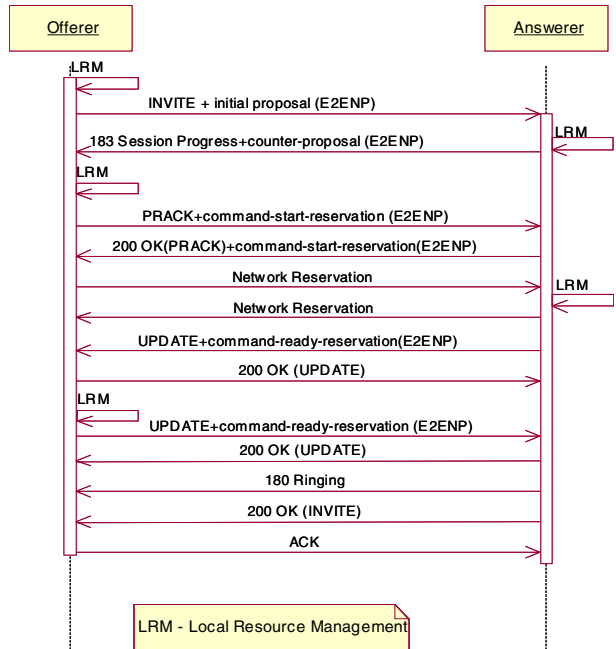 Offerer
Answerer
LRM
INVITE + initial proposal (E2ENP)
LRM
183 Session Progress+counter-proposal (E2ENP)
LRM
PRACK+command-start-reservation (E2ENP)
200 OK(PRACK)+command-start-reservation(E2ENP)
Network Reservation
LRM
Network Reservation
UPDATE+command-ready-reservation(E2ENP)
200 OK (UPDATE)
LRM
UPDATE+command-ready-reservation (E2ENP)
200 OK (UPDATE)
180 Ringing
200 OK (INVITE)
ACK
LRM - Local Resource Management